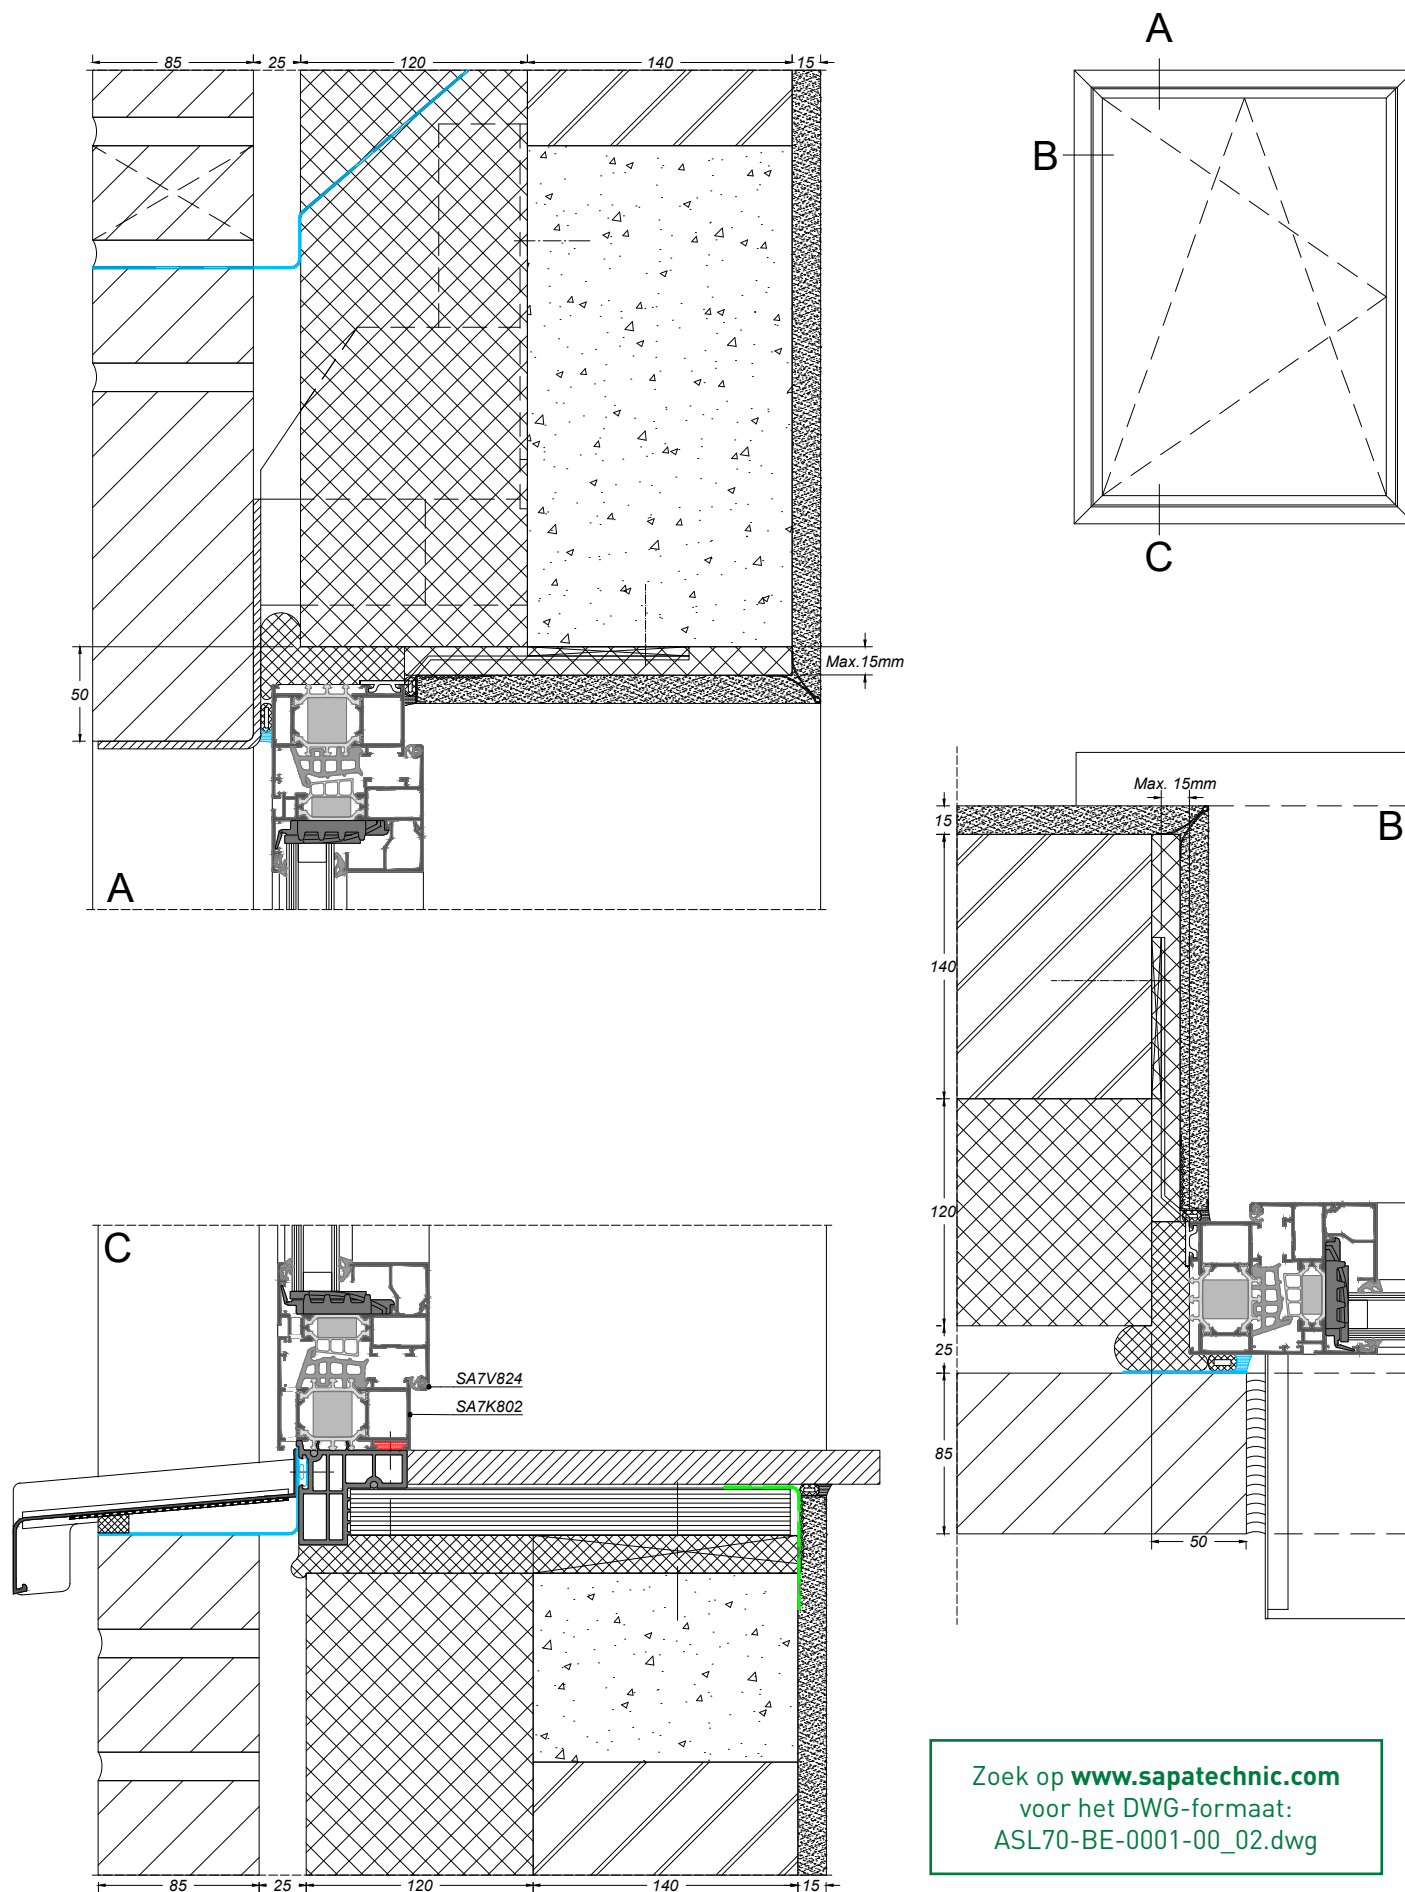 85 25 120 140 15
50
Max.15mm
A
A
B
C
Max. 15mm
15
B
140
120
25
85
50
C
SA7V824
SA7K802
85 25 120 140 15
Zoek op www.sapatechnic.com
voor het DWG-formaat:
ASL70-BE-0001-00_02.dwg